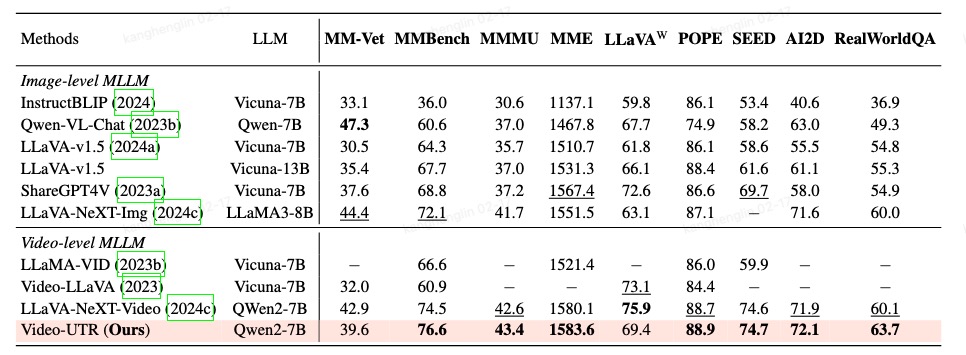 Methods LLM MM-Vet MMBench MMMU MME LLaVA^W POPE SEED AI2D RealWorldQA
Image-level MLLM
InstructBLIP (2024) Vicuna-7B 33.1 36.0 30.6 1137.1 59.8 86.1 53.4 40.6 36.9
Qwen-VL-Chat (2023b) Qwen-7B 47.3 60.6 37.0 1467.8 67.7 74.9 58.2 63.0 49.3
LLaVA-v1.5 (2024a) Vicuna-7B 30.5 64.3 35.7 1510.7 61.8 86.1 58.6 55.5 54.8
LLaVA-v1.5 Vicuna-13B 35.4 67.7 37.0 1531.3 66.1 88.4 61.6 61.1 55.3
ShareGPT4V (2023a) Vicuna-7B 37.6 68.8 37.2 1567.4 72.6 86.6 69.7 58.0 54.9
LLaVA-NeXT-Img (2024c) LLaMA3-8B 44.4 72.1 41.7 1551.5 63.1 87.1 – 71.6 60.0
Video-level MLLM
LLaMA-VID (2023b) Vicuna-7B – 66.6 – 1521.4 – 86.0 59.9 – –
Video-LLaVA (2023) Vicuna-7B 32.0 60.9 – – 73.1 84.4 – – –
LLaVA-NeXT-Video (2024c) QWen2-7B 42.9 74.5 42.6 1580.1 75.9 88.7 74.6 71.9 60.1
Video-UTR (Ours) Qwen2-7B 39.6 76.6 43.4 1583.6 69.4 88.9 74.7 72.1 63.7